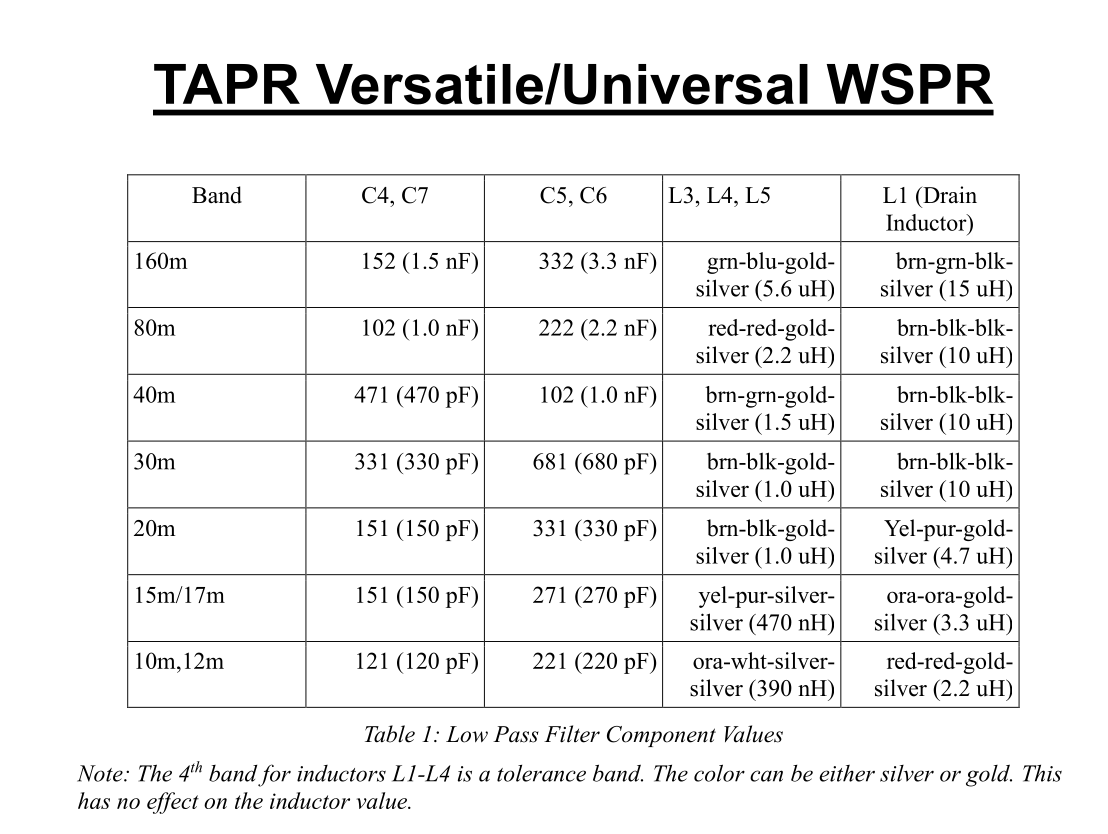 TAPR Versatile/Universal WSPR
Band
C4, C7
C5, C6
L3, L4, L5
L1 (Drain
Inductor)
160m
152 (1.5 nF)
332 (3.3 nF)
grn-blu-gold-
silver (5.6 uH)
brn-grn-blk-
silver (15 uH)
80m
102 (1.0 nF)
222 (2.2 nF)
red-red-gold-
silver (2.2 uH)
brn-blk-blk-
silver (10 uH)
40m
471 (470 pF)
102 (1.0 nF)
brn-grn-gold-
silver (1.5 uH)
brn-blk-blk-
silver (10 uH)
30m
331 (330 pF)
681 (680 pF)
brn-blk-gold-
silver (1.0 uH)
brn-blk-blk-
silver (10 uH)
20m
151 (150 pF)
331 (330 pF)
brn-blk-gold-
silver (1.0 uH)
Yel-pur-gold-
silver (4.7 uH)
15m/17m
151 (150 pF)
271 (270 pF)
yel-pur-silver-
silver (470 nH)
ora-ora-gold-
silver (3.3 uH)
10m,12m
121 (120 pF)
221 (220 pF)
ora-wht-silver-
silver (390 nH)
red-red-gold-
silver (2.2 uH)
Table 1: Low Pass Filter Component Values
Note: The 4th band for inductors L1-L4 is a tolerance band. The color can be either silver or gold. This
has no effect on the inductor value.